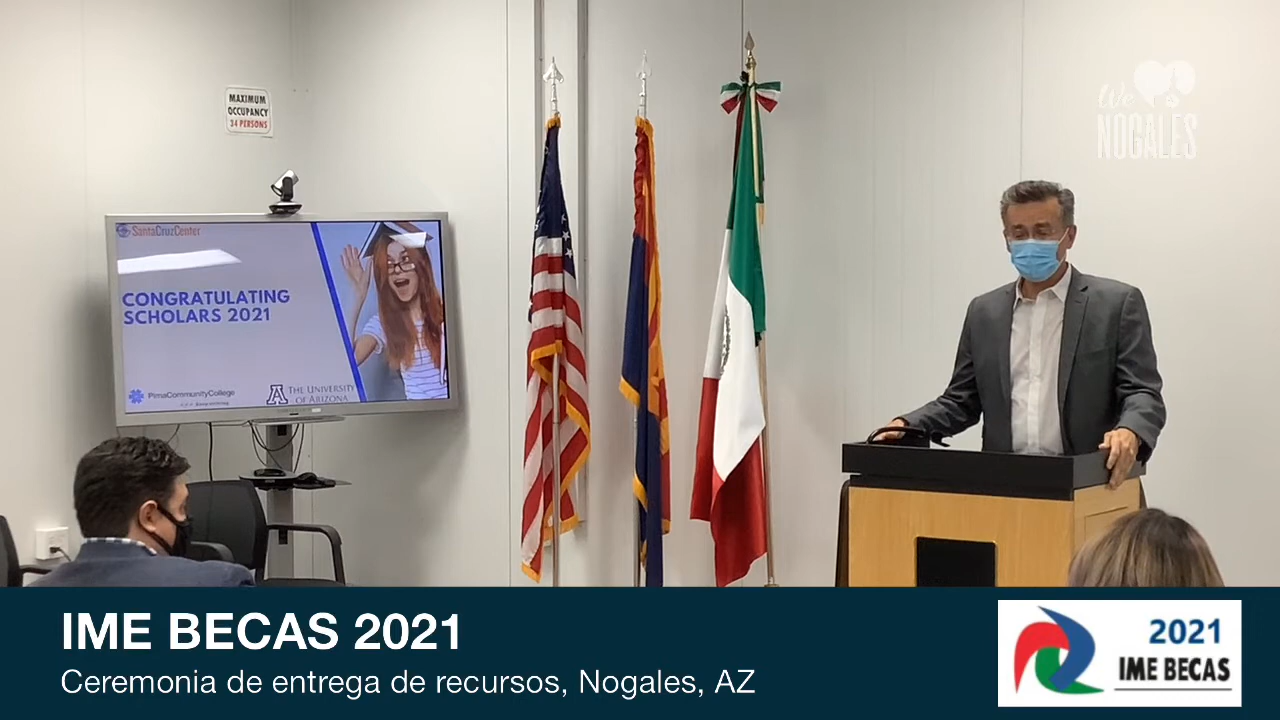 We
NOGALES
MAXIMUM
OCCUPANCY
34 PERSONS
SantaCruzCenter
CONGRATULATING
SCHOLARS 2021
PimaCommunityCollege
A THE UNIVERSITY
OF ARIZONA
IME BECAS 2021
Ceremonia de entrega de recursos, Nogales, AZ
2021
IME BECAS